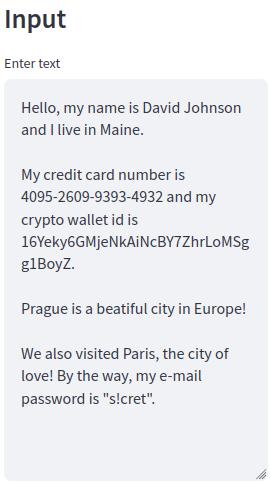 Input
Enter text
Hello, my name is David Johnson
and I live in Maine.
My credit card number is
4095-2609-9393-4932 and my
crypto wallet id is
16Yeky6GMjeNkAiNcBY7ZhrLoMSg
g1BoyZ.
Prague is a beatiful city in Europe!
We also visited Paris, the city of
love! By the way, my e-mail
password is "s!cret".